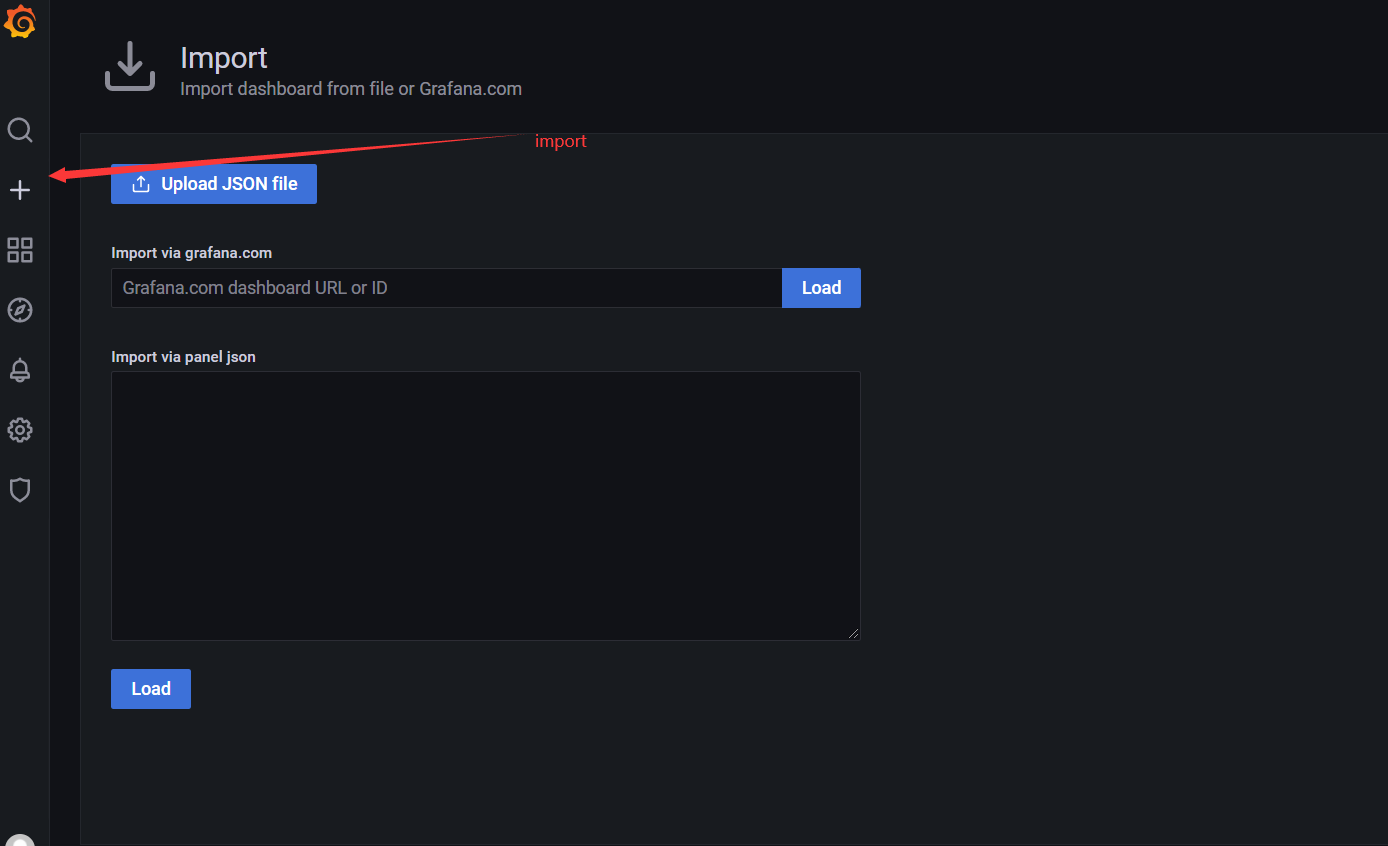 Import
Import dashboard from file or Grafana.com
import
Upload JSON file
Import via grafana.com
Grafana.com dashboard URL or ID
Load
Import via panel json
Load